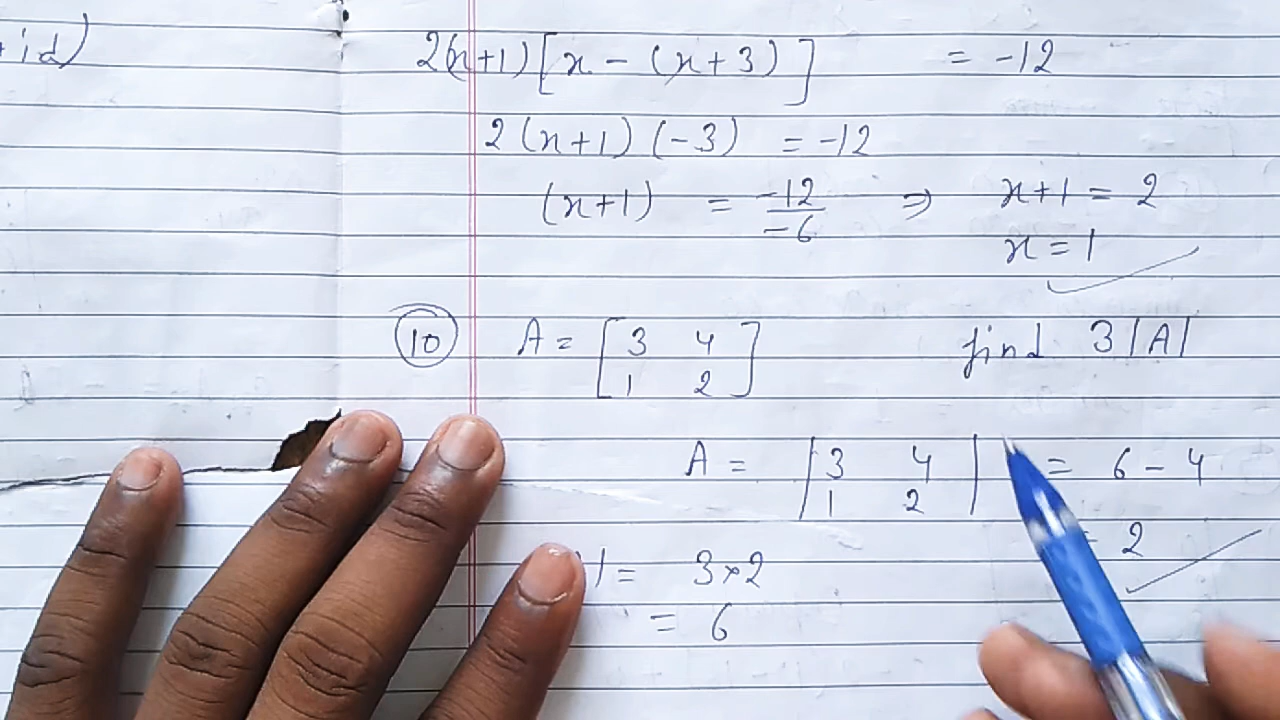 + id)
2(x+1)[x - (x+3)] = -12
2(x+1)(-3) = -12
(x+1) = -12/-6 ⇒ x+1 = 2
x = 1
10 A = [3 4 find 3|A|
1 2]
A = |3 4 | = 6 - 4
|1 2 |
= 2
| = 3×2
= 6